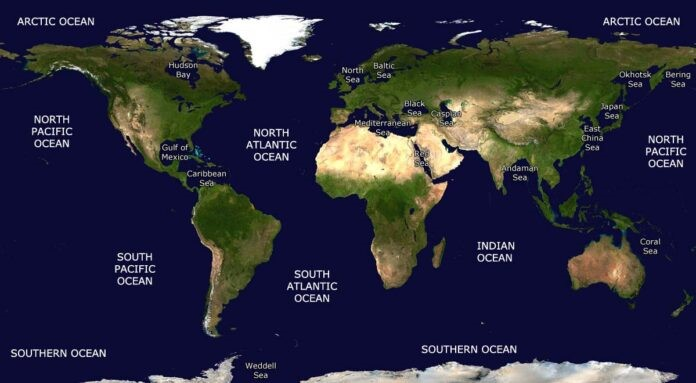 ARCTIC OCEAN
ARCTIC OCEAN
Hudson
Bay
North
Sea
Baltic
Sea
Okhotsk
Sea
Bering
Sea
Black
Sea
Caspian
Sea
Japan
Sea
NORTH
PACIFIC
OCEAN
Mediterranean
Sea
East
China
Sea
NORTH
ATLANTIC
OCEAN
NORTH
PACIFIC
OCEAN
Gulf of
Mexico
Red
Sea
Caribbean
Sea
Andaman
Sea
Coral
Sea
INDIAN
OCEAN
SOUTH
PACIFIC
OCEAN
SOUTH
ATLANTIC
OCEAN
SOUTHERN OCEAN
SOUTHERN OCEAN
Weddell
Sea